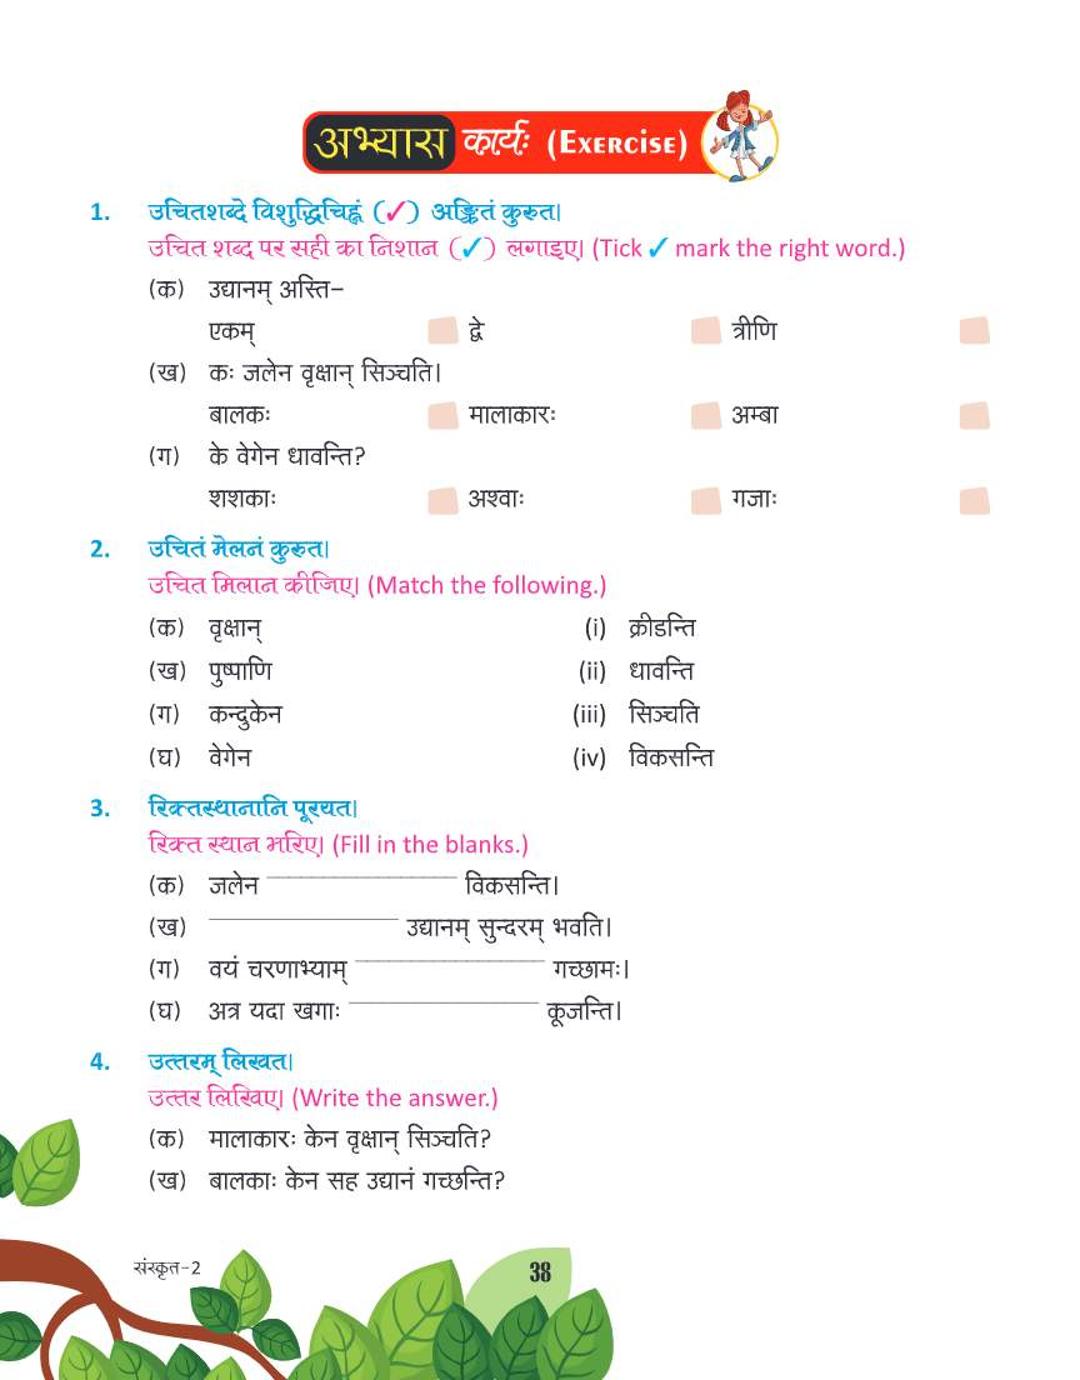 अभ्यास कार्यः (Exercise)
1. उचितशब्दे विशुद्धिचिह्नं (✓) अङ्कितं कुरुत।
उचित शब्द पर सही का निशान (✓) लगाइए। (Tick ✓ mark the right word.)
(क) उद्यानम् अस्ति–
एकम् द्वे त्रीणि
(ख) कः जलेन वृक्षान् सिञ्चति।
बालकः मालाकारः अम्बा
(ग) के वेगेन धावन्ति?
शशकाः अश्वाः गजाः
2. उचितं मेलनं कुरुत।
उचित मिलान कीजिए। (Match the following.)
(क) वृक्षान् (i) क्रीडन्ति
(ख) पुष्पाणि (ii) धावन्ति
(ग) कन्दुकेन (iii) सिञ्चति
(घ) वेगेन (iv) विकसन्ति
3. रिक्तस्थानानि पूरयत।
रिक्त स्थान भरिए। (Fill in the blanks.)
(क) जलेन ____________ विकसन्ति।
(ख) ____________ उद्यानम् सुन्दरम् भवति।
(ग) वयं चरणाभ्याम् ____________ गच्छामः।
(घ) अत्र यदा खगाः ____________ कूजन्ति।
4. उत्तरम् लिखत।
उत्तर लिखिए। (Write the answer.)
(क) मालाकारः केन वृक्षान् सिञ्चति?
(ख) बालकाः केन सह उद्यानं गच्छन्ति?
संस्कृत-2 38